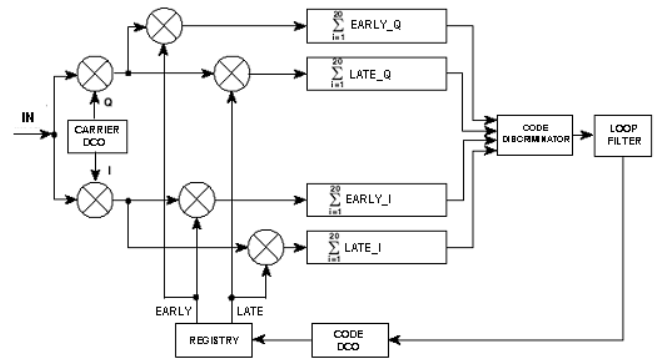 20
∑ EARLY_Q
i=1
20
∑ LATE_Q
i=1
IN
Q
CARRIER
DCO
I
CODE
DISCRIMINATOR
LOOP
FILTER
20
∑ EARLY_I
i=1
20
∑ LATE_I
i=1
EARLY
LATE
REGISTRY
CODE
DCO